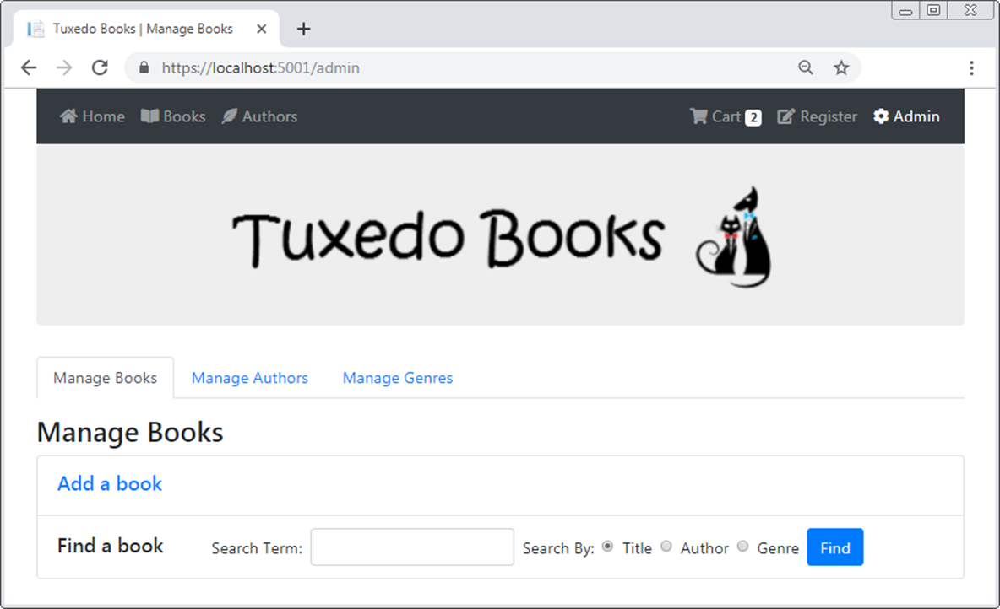 Tuxedo Books | Manage Books
https://localhost:5001/admin
Home Books Authors Cart 2 Register Admin
Tuxedo Books
Manage Books Manage Authors Manage Genres
Manage Books
Add a book
Find a book Search Term: Search By: Title Author Genre Find